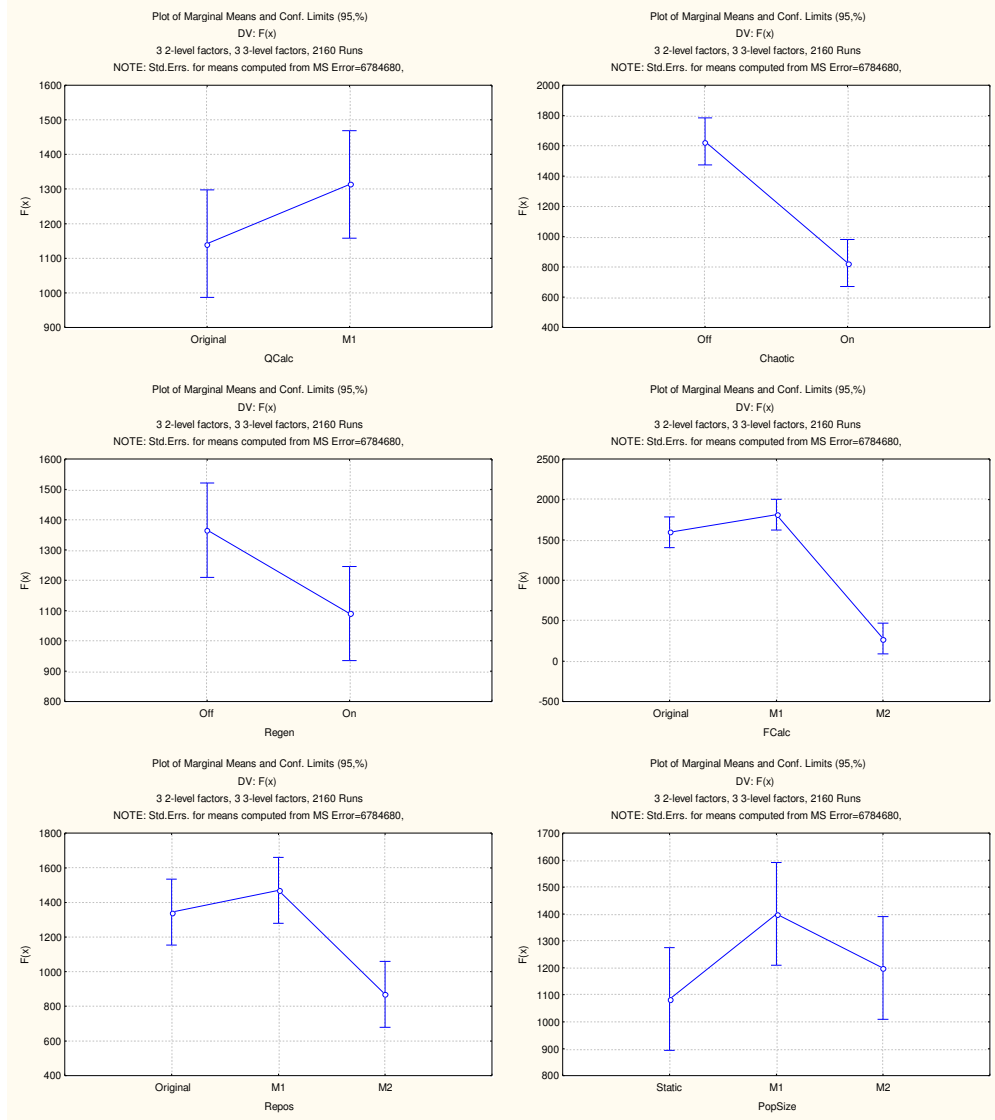 Plot of Marginal Means and Conf. Limits (95,%)
DV: F(x)
3 2-level factors, 3 3-level factors, 2160 Runs
NOTE: Std.Errs. for means computed from MS Error=6784680,
1600
1500
1400
1300
1200
1100
1000
900
F(x)
Original
M1
QCalc
Plot of Marginal Means and Conf. Limits (95,%)
DV: F(x)
3 2-level factors, 3 3-level factors, 2160 Runs
NOTE: Std.Errs. for means computed from MS Error=6784680,
2000
1800
1600
1400
1200
1000
800
600
400
F(x)
Off
On
Chaotic
Plot of Marginal Means and Conf. Limits (95,%)
DV: F(x)
3 2-level factors, 3 3-level factors, 2160 Runs
NOTE: Std.Errs. for means computed from MS Error=6784680,
1600
1500
1400
1300
1200
1100
1000
900
800
F(x)
Off
On
Regen
Plot of Marginal Means and Conf. Limits (95,%)
DV: F(x)
3 2-level factors, 3 3-level factors, 2160 Runs
NOTE: Std.Errs. for means computed from MS Error=6784680,
2500
2000
1500
1000
500
0
-500
F(x)
Original
M1
M2
FCalc
Plot of Marginal Means and Conf. Limits (95,%)
DV: F(x)
3 2-level factors, 3 3-level factors, 2160 Runs
NOTE: Std.Errs. for means computed from MS Error=6784680,
1800
1600
1400
1200
1000
800
600
400
F(x)
Original
M1
M2
Repos
Plot of Marginal Means and Conf. Limits (95,%)
DV: F(x)
3 2-level factors, 3 3-level factors, 2160 Runs
NOTE: Std.Errs. for means computed from MS Error=6784680,
1700
1600
1500
1400
1300
1200
1100
1000
900
800
F(x)
Static
M1
M2
PopSize